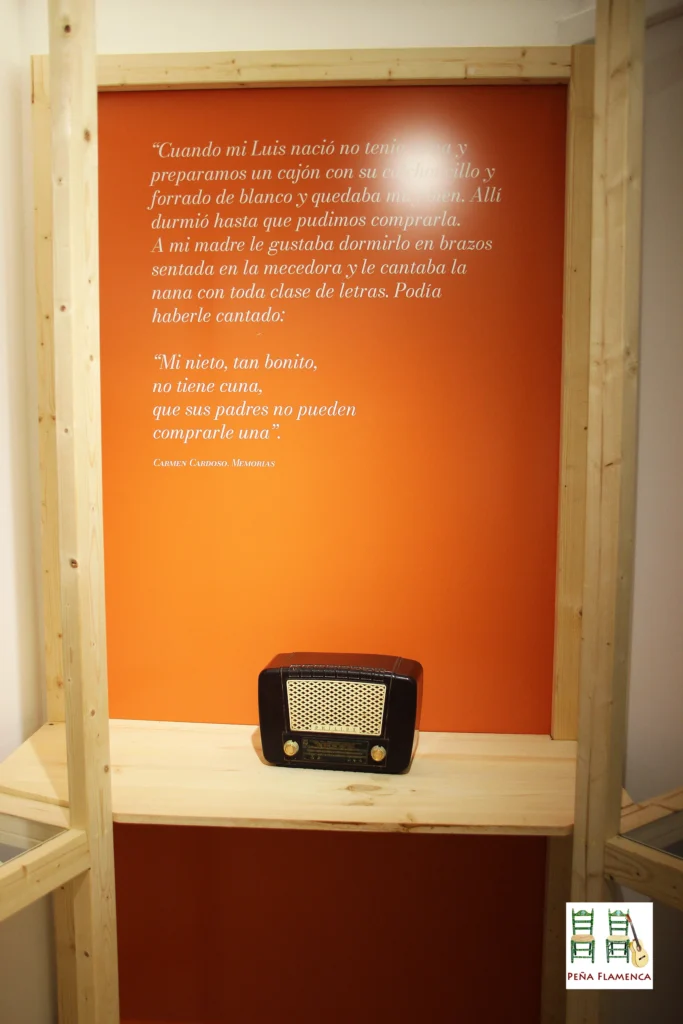 “Cuando mi Luis nació no tenía y
preparamos un cajón con su y
forrado de blanco y quedaba bien. Allí
durmió hasta que pudimos comprarla.
A mi madre le gustaba dormirlo en brazos
sentada en la mecedora y le cantaba la
nana con toda clase de letras. Podía
haberle cantado:
“Mi nieto, tan bonito,
no tiene cuna,
que sus padres no pueden
comprarle una”.
Carmen Cardoso. Memorias
Peña Flamenca